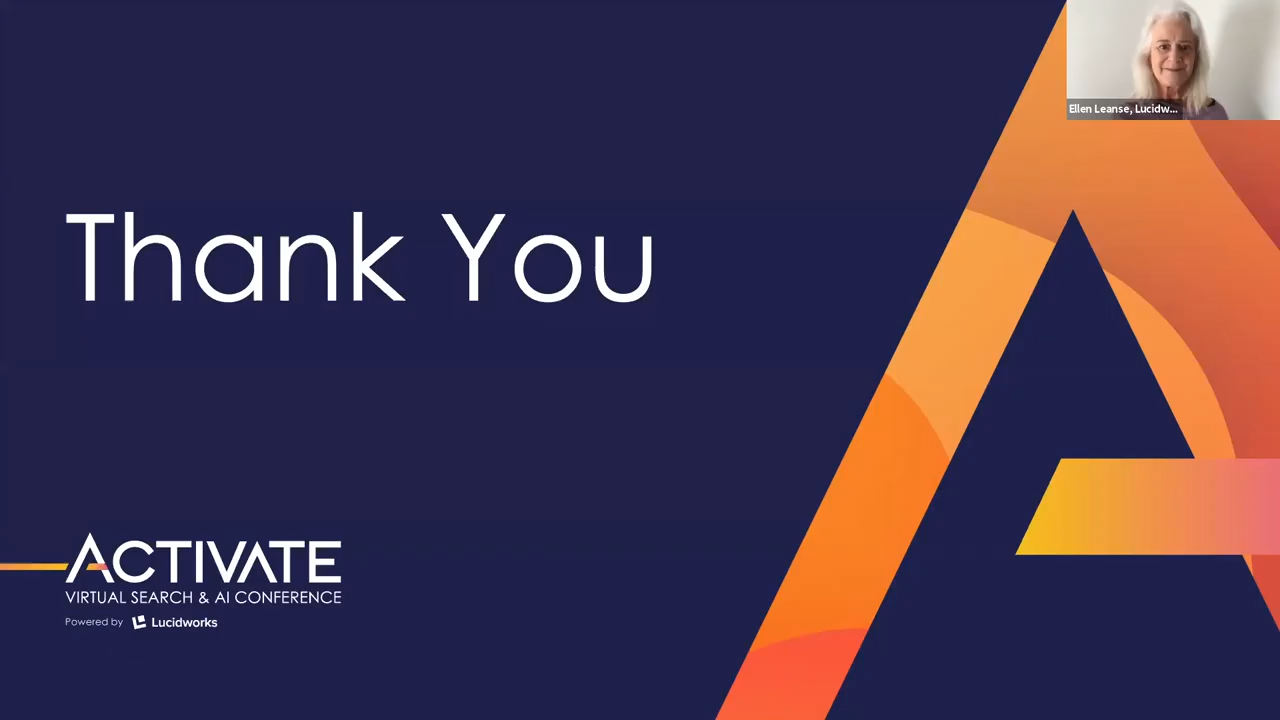 Ellen Leanse, Lucidw...
Thank You
ACTIVATE
VIRTUAL SEARCH & AI CONFERENCE
Powered by Lucidworks